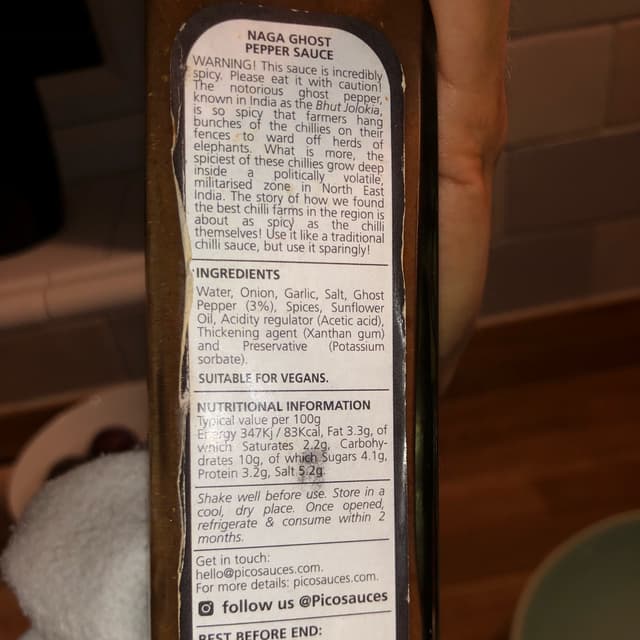 NAGA GHOST
PEPPER SAUCE
WARNING! This sauce is incredibly
spicy. Please eat it with caution!
The notorious ghost pepper,
known in India as the Bhut Jolokia,
is so spicy that farmers hang
bunches of the chillies on their
fences to ward off herds of
elephants. What is more, the
spiciest of these chillies grow deep
inside a politically volatile,
militarised zone in North East
India. The story of how we found
the best chilli farms in the region is
about as spicy as the chilli
themselves! Use it like a traditional
chilli sauce, but use it sparingly!
INGREDIENTS
Water, Onion, Garlic, Salt, Ghost
Pepper (3%), Spices, Sunflower
Oil, Acidity regulator (Acetic acid),
Thickening agent (Xanthan gum)
and Preservative (Potassium
sorbate).
SUITABLE FOR VEGANS.
NUTRITIONAL INFORMATION
Typical value per 100g
Energy 347Kj / 83Kcal, Fat 3.3g, of
which Saturates 2.2g, Carbohy-
drates 10g, of which Sugars 4.1g,
Protein 3.2g, Salt 5.2g.
Shake well before use. Store in a
cool, dry place. Once opened,
refrigerate & consume within 2
months.
Get in touch:
hello@picosauces.com.
For more details: picosauces.com.
follow us @Picosauces
BEST BEFORE END: